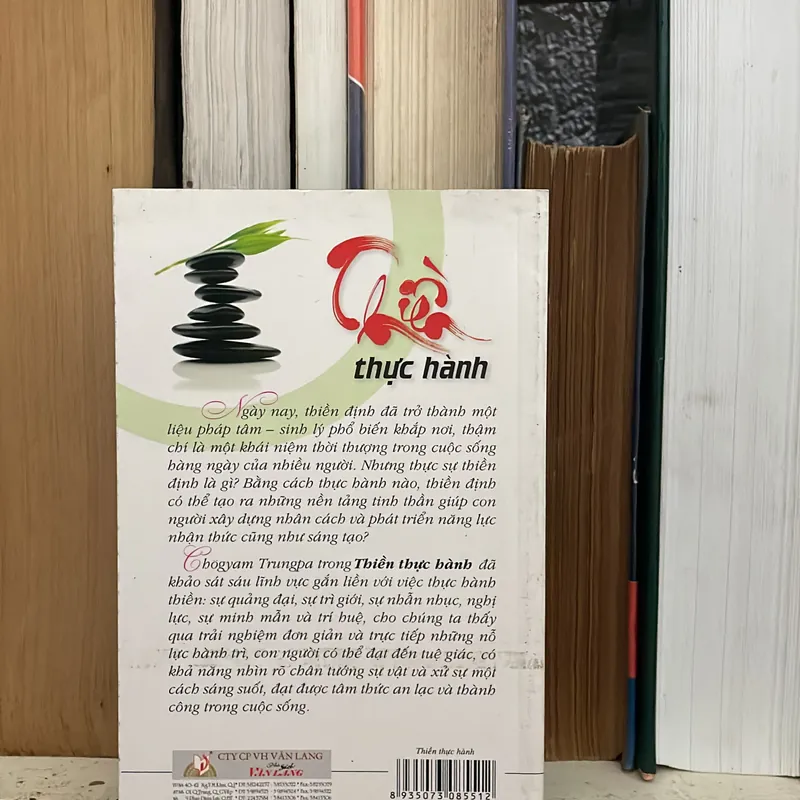 Thiền
thực hành
Ngày nay, thiền định đã trở thành một
liệu pháp tâm – sinh lý phổ biến khắp nơi, thậm
chí là một khái niệm thời thượng trong cuộc sống
hàng ngày của nhiều người. Nhưng thực sự thiền
định là gì? Bằng cách thực hành nào, thiền định
có thể tạo ra những nền tảng tinh thần giúp con
người xây dựng nhân cách và phát triển năng lực
nhận thức cũng như sáng tạo?
Chogyam Trungpa trong Thiền thực hành đã
khảo sát sáu lĩnh vực gắn liền với việc thực hành
thiền: sự quảng đại, sự trì giới, sự nhẫn nhục, nghị
lực, sự minh mẫn và trí huệ, cho chúng ta thấy
qua trải nghiệm đơn giản và trực tiếp những nỗ
lực hành trì, con người có thể đạt đến tuệ giác, có
khả năng nhìn rõ chân tướng sự vật và xử sự một
cách sáng suốt, đạt được tâm thức an lạc và thành
công trong cuộc sống.
CTY CP VH VĂN LANG
VĂN LANG
Thiền thực hành
8 935073 085512